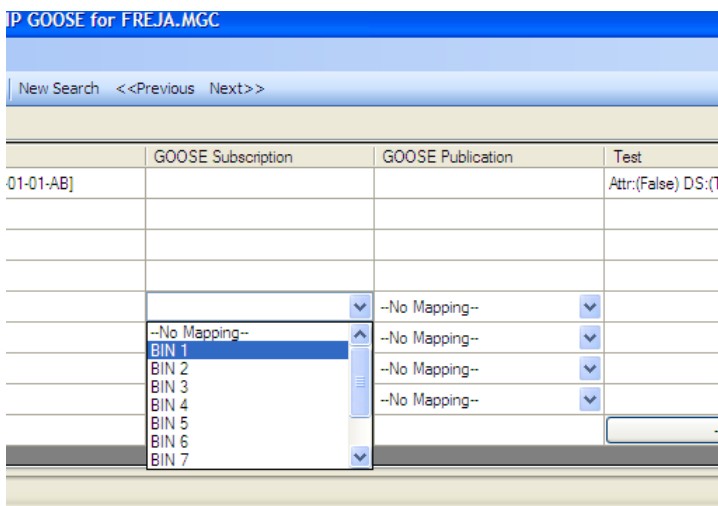 IP GOOSE for FREJA.MGC
New Search <<Previous Next>>
GOOSE Subscription GOOSE Publication Test
-01-01-AB] Attr:(False) DS:(T
--No Mapping--
--No Mapping-- --No Mapping--
BIN 1
BIN 2 --No Mapping--
BIN 3
BIN 4 --No Mapping--
BIN 5
BIN 6
BIN 7